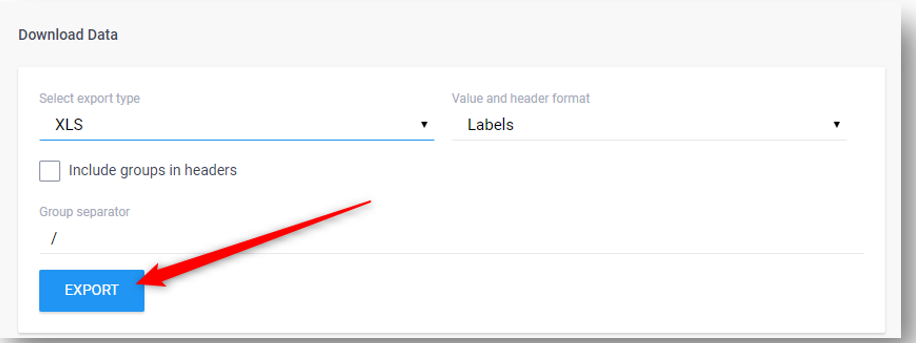 Download Data
Select export type
Value and header format
XLS
Labels
Include groups in headers
Group separator
/
EXPORT